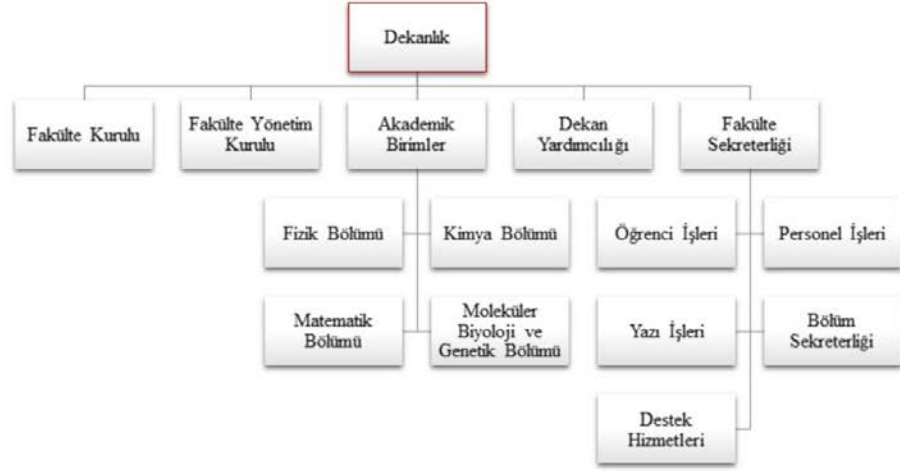 Dekanlık
Fakülte Kurulu
Fakülte Yönetim
Kurulu
Akademik
Birimler
Dekan
Yardımcılığı
Fakülte
Sekreterliği
Fizik Bölümü
Kimya Bölümü
Öğrenci İşleri
Personel İşleri
Matematik
Bölümü
Moleküler
Biyoloji ve
Genetik Bölümü
Yazı İşleri
Bölüm
Sekreterliği
Destek
Hizmetleri